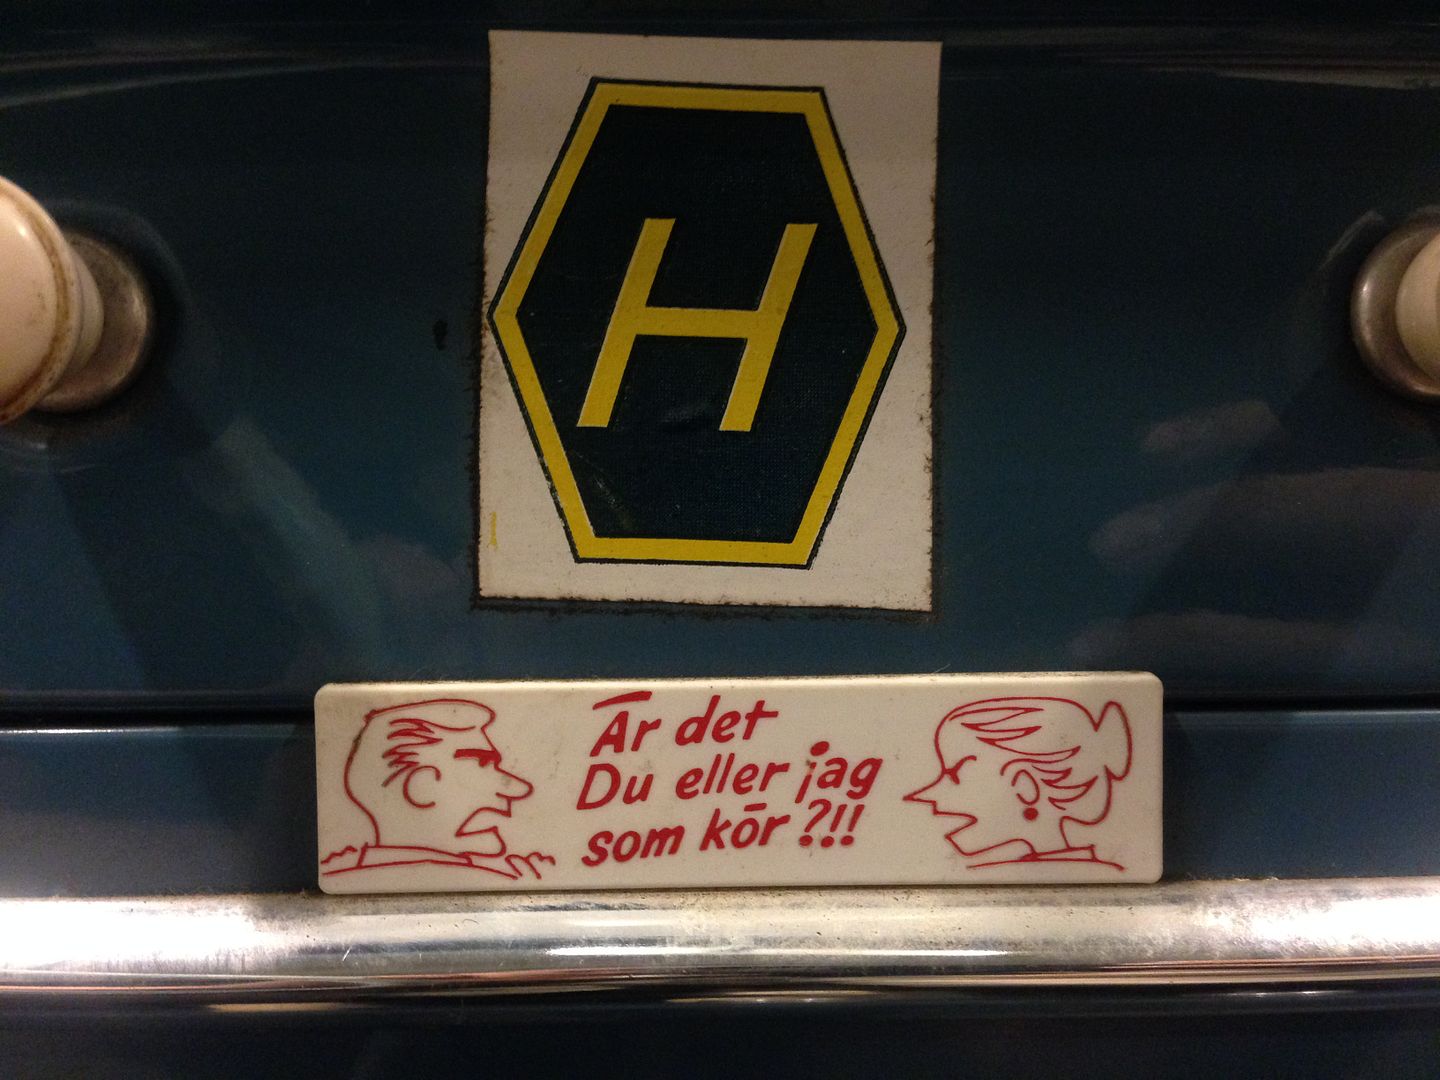 H
Är det
Du eller jag
som kör ?!!